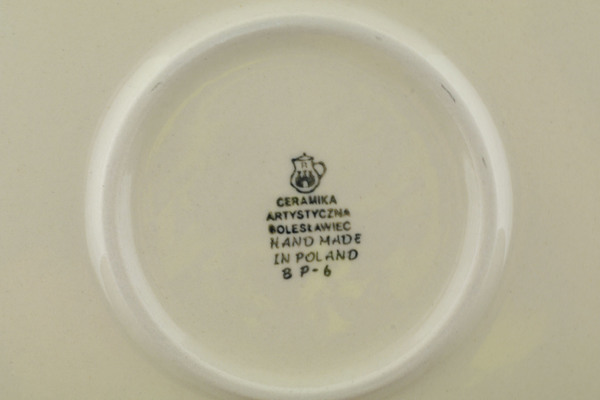 CERAMIKA
ARTYSTYCZNA
BOLESŁAWIEC
HAND MADE
IN POLAND
B P-6